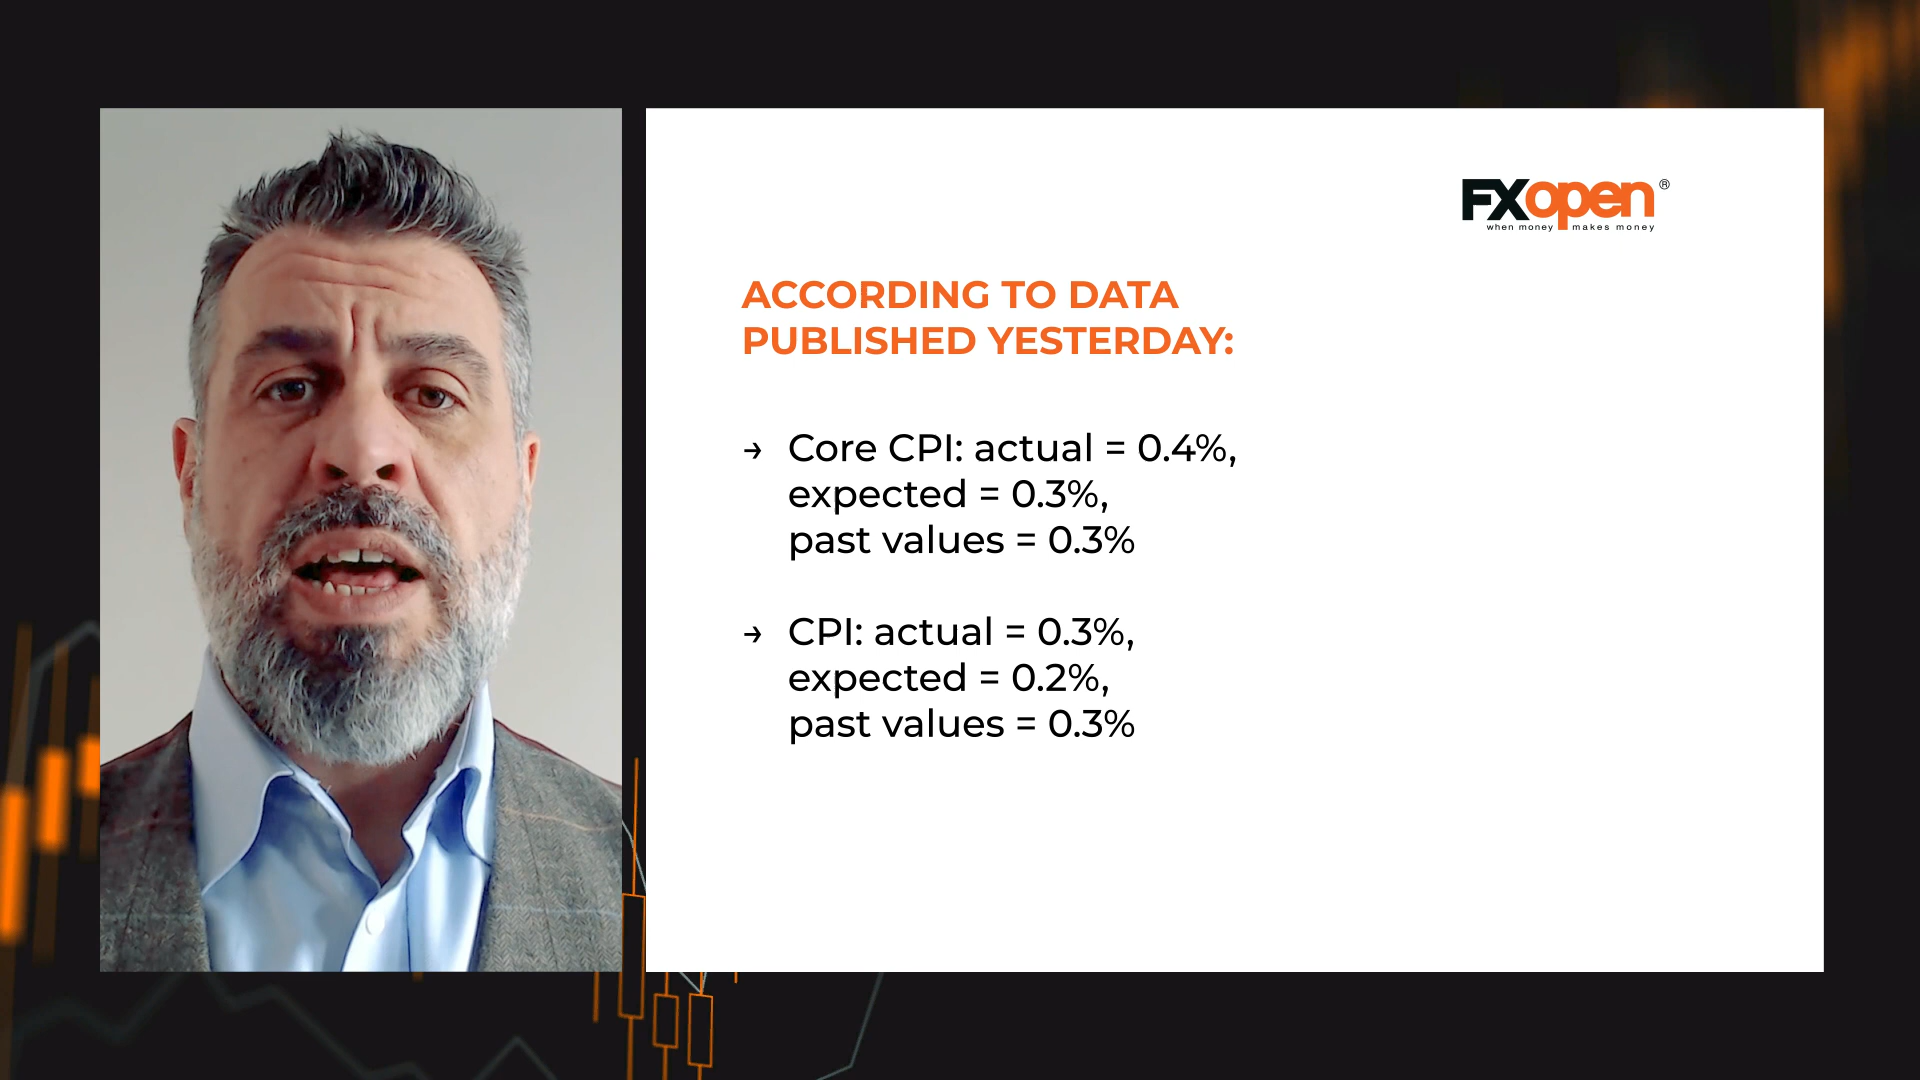 FXopen ®
when money makes money
ACCORDING TO DATA
PUBLISHED YESTERDAY:
→ Core CPI: actual = 0.4%,
expected = 0.3%,
past values = 0.3%
→ CPI: actual = 0.3%,
expected = 0.2%,
past values = 0.3%